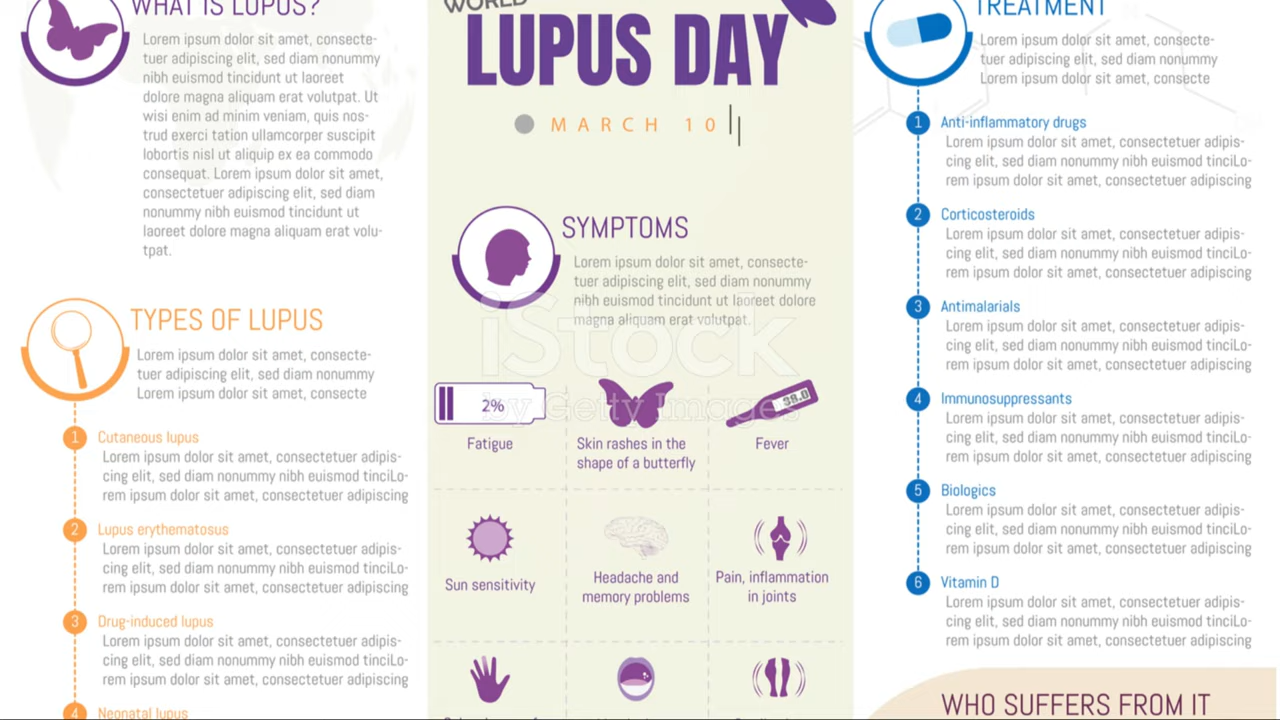 WHAT IS LUPUS?
Lorem ipsum dolor sit amet, consecte-
tuer adipiscing elit, sed diam nonummy
nibh euismod tincidunt ut laoreet
dolore magna aliquam erat volutpat. Ut
wisi enim ad minim veniam, quis nos-
trud exerci tation ullamcorper suscipit
lobortis nisl ut aliquip ex ea commodo
consequat. Lorem ipsum dolor sit amet,
consectetuer adipiscing elit, sed diam
nonummy nibh euismod tincidunt ut
laoreet dolore magna aliquam erat volu-
tpat.
TYPES OF LUPUS
Lorem ipsum dolor sit amet, consecte-
tuer adipiscing elit, sed diam nonummy
Lorem ipsum dolor sit amet, consecte
1 Cutaneous lupus
Lorem ipsum dolor sit amet, consectetuer adipis-
cing elit, sed diam nonummy nibh euismod tinciLo-
rem ipsum dolor sit amet, consectetuer adipiscing
2 Lupus erythematosus
Lorem ipsum dolor sit amet, consectetuer adipis-
cing elit, sed diam nonummy nibh euismod tinciLo-
rem ipsum dolor sit amet, consectetuer adipiscing
3 Drug-induced lupus
Lorem ipsum dolor sit amet, consectetuer adipis-
cing elit, sed diam nonummy nibh euismod tinciLo-
rem ipsum dolor sit amet, consectetuer adipiscing
4 Neonatal lupus
WORLD
LUPUS DAY
MARCH 10
SYMPTOMS
Lorem ipsum dolor sit amet, consecte-
tuer adipiscing elit, sed diam nonummy
nibh euismod tincidunt ut laoreet dolore
magna aliquam erat volutpat.
iStock
by Getty Images
2%
38.0
Fatigue
Skin rashes in the
shape of a butterfly
Fever
Sun sensitivity
Headache and
memory problems
Pain, inflammation
in joints
TREATMENT
Lorem ipsum dolor sit amet, consecte-
tuer adipiscing elit, sed diam nonummy
Lorem ipsum dolor sit amet, consecte
1 Anti-inflammatory drugs
Lorem ipsum dolor sit amet, consectetuer adipis-
cing elit, sed diam nonummy nibh euismod tinciLo-
rem ipsum dolor sit amet, consectetuer adipiscing
2 Corticosteroids
Lorem ipsum dolor sit amet, consectetuer adipis-
cing elit, sed diam nonummy nibh euismod tinciLo-
rem ipsum dolor sit amet, consectetuer adipiscing
3 Antimalarials
Lorem ipsum dolor sit amet, consectetuer adipis-
cing elit, sed diam nonummy nibh euismod tinciLo-
rem ipsum dolor sit amet, consectetuer adipiscing
4 Immunosuppressants
Lorem ipsum dolor sit amet, consectetuer adipis-
cing elit, sed diam nonummy nibh euismod tinciLo-
rem ipsum dolor sit amet, consectetuer adipiscing
5 Biologics
Lorem ipsum dolor sit amet, consectetuer adipis-
cing elit, sed diam nonummy nibh euismod tinciLo-
rem ipsum dolor sit amet, consectetuer adipiscing
6 Vitamin D
Lorem ipsum dolor sit amet, consectetuer adipis-
cing elit, sed diam nonummy nibh euismod tinciLo-
rem ipsum dolor sit amet, consectetuer adipiscing
WHO SUFFERS FROM IT